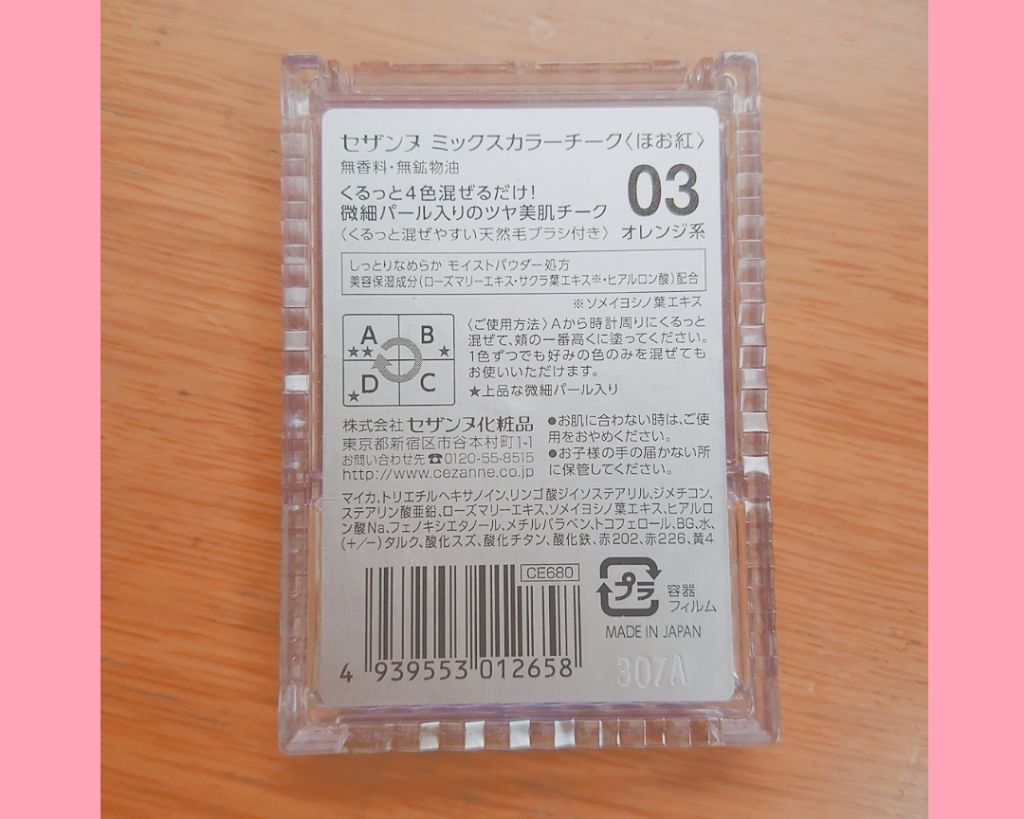 セザンヌ ミックスカラーチーク〈ほお紅〉
無香料・無鉱物油
03
くるっと4色混ぜるだけ!
微細パール入りのツヤ美肌チーク
〈くるっと混ぜやすい天然毛ブラシ付き〉 オレンジ系
しっとりなめらか モイストパウダー処方
美容保湿成分(ローズマリーエキス・サクラ葉エキス※・ヒアルロン酸)配合
※ソメイヨシノ葉エキス
A
★★
B
★
D
★
C
〈ご使用方法〉Aから時計周りにくるっと
混ぜて、頬の一番高くに塗ってください。
1色ずつでも好みの色のみを混ぜても
お使いいただけます。
★上品な微細パール入り
株式会社 セザンヌ化粧品
東京都新宿区市谷本村町1-1
お問い合わせ先☎0120-55-8515
http://www.cezanne.co.jp
●お肌に合わない時は、ご使
用をおやめください。
●お子様の手の届かない所
に保管してください。
マイカ、トリエチルヘキサノイン、リンゴ酸ジイソステアリル、ジメチコン、
ステアリン酸亜鉛、ローズマリーエキス、ソメイヨシノ葉エキス、ヒアルロ
ン酸Na、フェノキシエタノール、メチルパラベン、トコフェロール、BG、水、
(+/−)タルク、酸化スズ、酸化チタン、酸化鉄、赤202、赤226、黄4
CE680
プラ
容器
フィルム
MADE IN JAPAN
4 939553 012658
307A